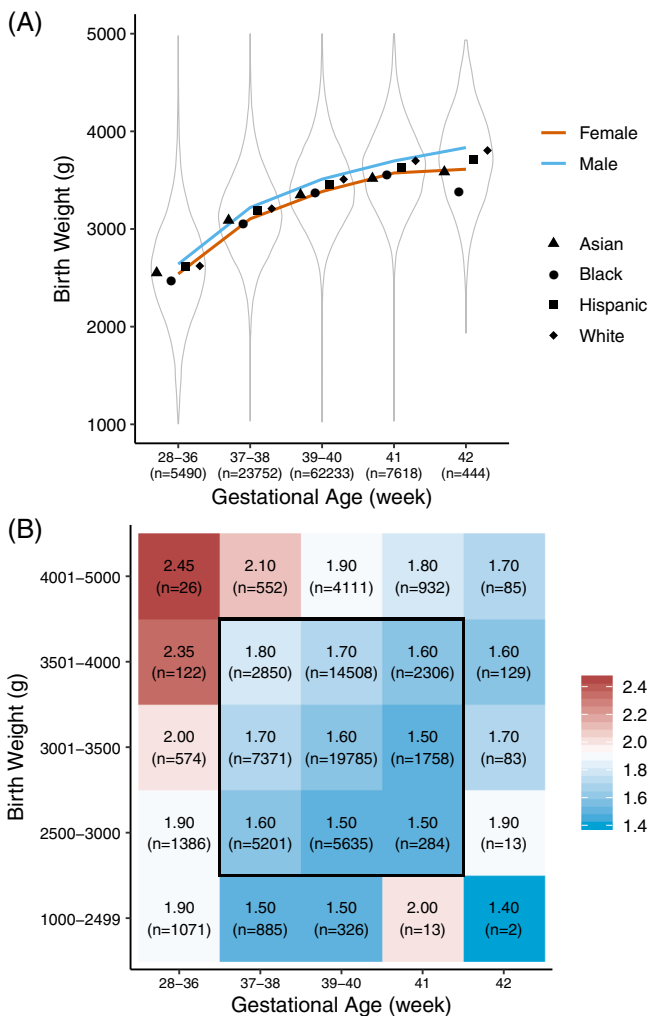 (A)
5000
4000
3000
2000
1000
Birth Weight (g)
28–36 37–38 39–40 41 42
(n=5490) (n=23752) (n=62233) (n=7618) (n=444)
Gestational Age (week)
Female
Male
Asian
Black
Hispanic
White
(B)
Birth Weight (g)
4001–5000
2.45 2.10 1.90 1.80 1.70
(n=26) (n=552) (n=4111) (n=932) (n=85)
3501–4000
2.35 1.80 1.70 1.60 1.60
(n=122) (n=2850) (n=14508) (n=2306) (n=129)
3001–3500
2.00 1.70 1.60 1.50 1.70
(n=574) (n=7371) (n=19785) (n=1758) (n=83)
2500–3000
1.90 1.60 1.50 1.50 1.90
(n=1386) (n=5201) (n=5635) (n=284) (n=13)
1000–2499
1.90 1.50 1.50 2.00 1.40
(n=1071) (n=885) (n=326) (n=13) (n=2)
28–36 37–38 39–40 41 42
Gestational Age (week)
2.4
2.2
2.0
1.8
1.6
1.4